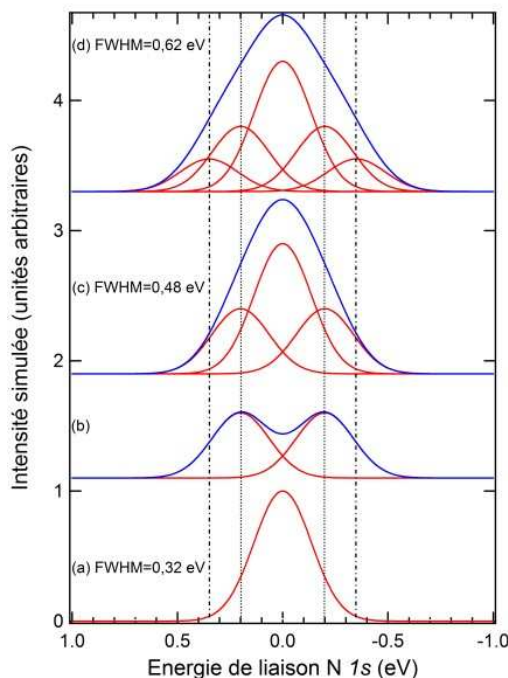 (d) FWHM=0,62 eV
4
3
(c) FWHM=0,48 eV
2
(b)
1
(a) FWHM=0,32 eV
0
1.0 0.5 0.0 -0.5 -1.0
Energie de liaison N 1s (eV)
Intensité simulée (unités arbitraires)